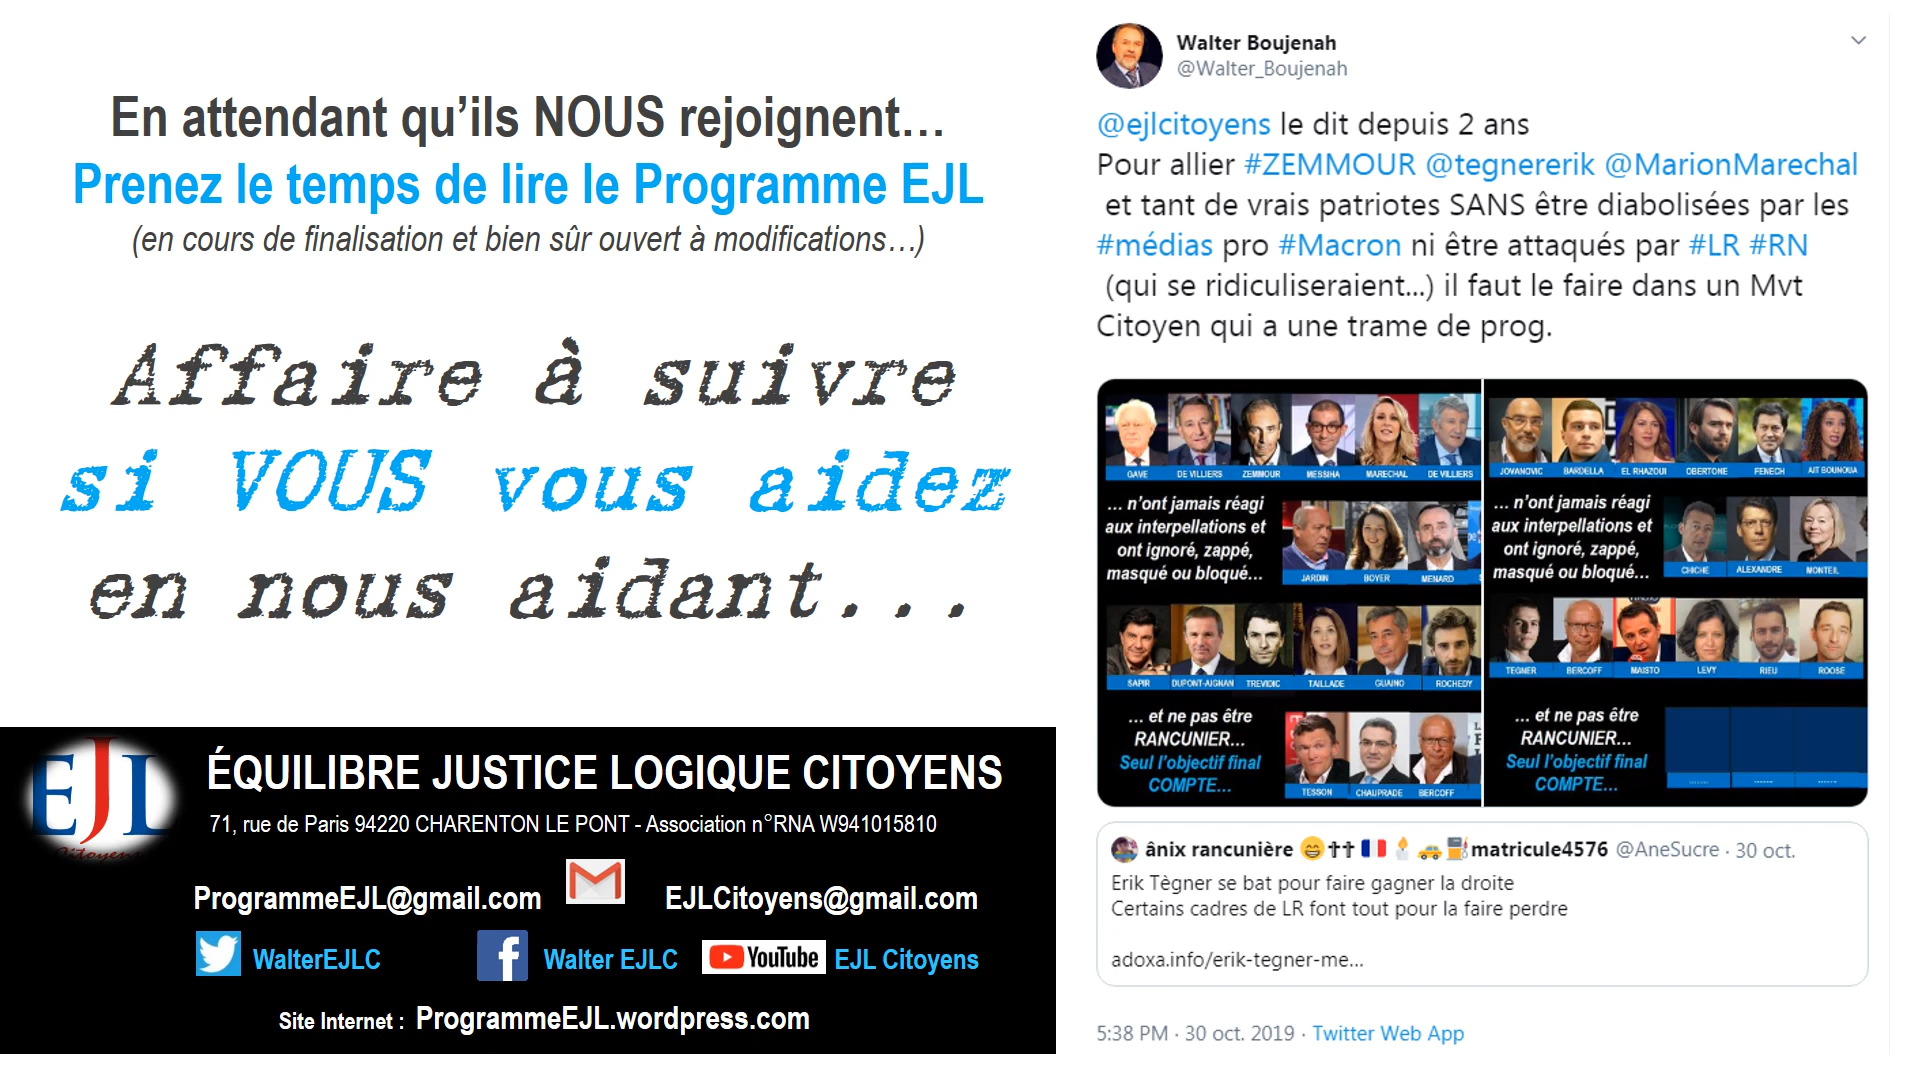 En attendant qu’ils NOUS rejoignent…
Prenez le temps de lire le Programme EJL
(en cours de finalisation et bien sûr ouvert à modifications…)
Affaire à suivre
si VOUS vous aidez
en nous aidant...
EJL
Citoyens
ÉQUILIBRE JUSTICE LOGIQUE CITOYENS
71, rue de Paris 94220 CHARENTON LE PONT - Association n°RNA W941015810
ProgrammeEJL@gmail.com
EJLCitoyens@gmail.com
WalterEJLC
Walter EJLC
YouTube
EJL Citoyens
Site Internet : ProgrammeEJL.wordpress.com
Walter Boujenah
@Walter_Boujenah
@ejlcitoyens le dit depuis 2 ans
Pour allier #ZEMMOUR @tegnererik @MarionMarechal
et tant de vrais patriotes SANS être diabolisées par les
#médias pro #Macron ni être attaqués par #LR #RN
(qui se ridiculiseraient...) il faut le faire dans un Mvt
Citoyen qui a une trame de prog.
GAVE DE VILLIERS ZEMMOUR MESSIHA MARECHAL DE VILLIERS
… n’ont jamais réagi
aux interpellations et
ont ignoré, zappé,
masqué ou bloqué…
JARDIN BOYER MENARD
SAPIR DUPONT-AIGNAN TREVIDIC TAILLADE GUAINO ROCHEDY
… et ne pas être
RANCUNIER…
Seul l’objectif final
COMPTE…
TESSON CHAUPRADE BERCOFF
JOVANOVIC BARDELLA EL RHAZOUI OBERTONE FENECH AIT BOUNOUA
… n’ont jamais réagi
aux interpellations et
ont ignoré, zappé,
masqué ou bloqué…
CHICHE ALEXANDRE MONTEIL
TEGNER BERCOFF MAISTO LEVY RIEU ROOSE
… et ne pas être
RANCUNIER…
Seul l’objectif final
COMPTE…
...... ...... ......
ânix rancunière 😁✝✝ 🇫🇷 🕯 🚕⛽matricule4576 @AneSucre · 30 oct.
Erik Tègner se bat pour faire gagner la droite
Certains cadres de LR font tout pour la faire perdre
adoxa.info/erik-tegner-me...
5:38 PM · 30 oct. 2019 · Twitter Web App